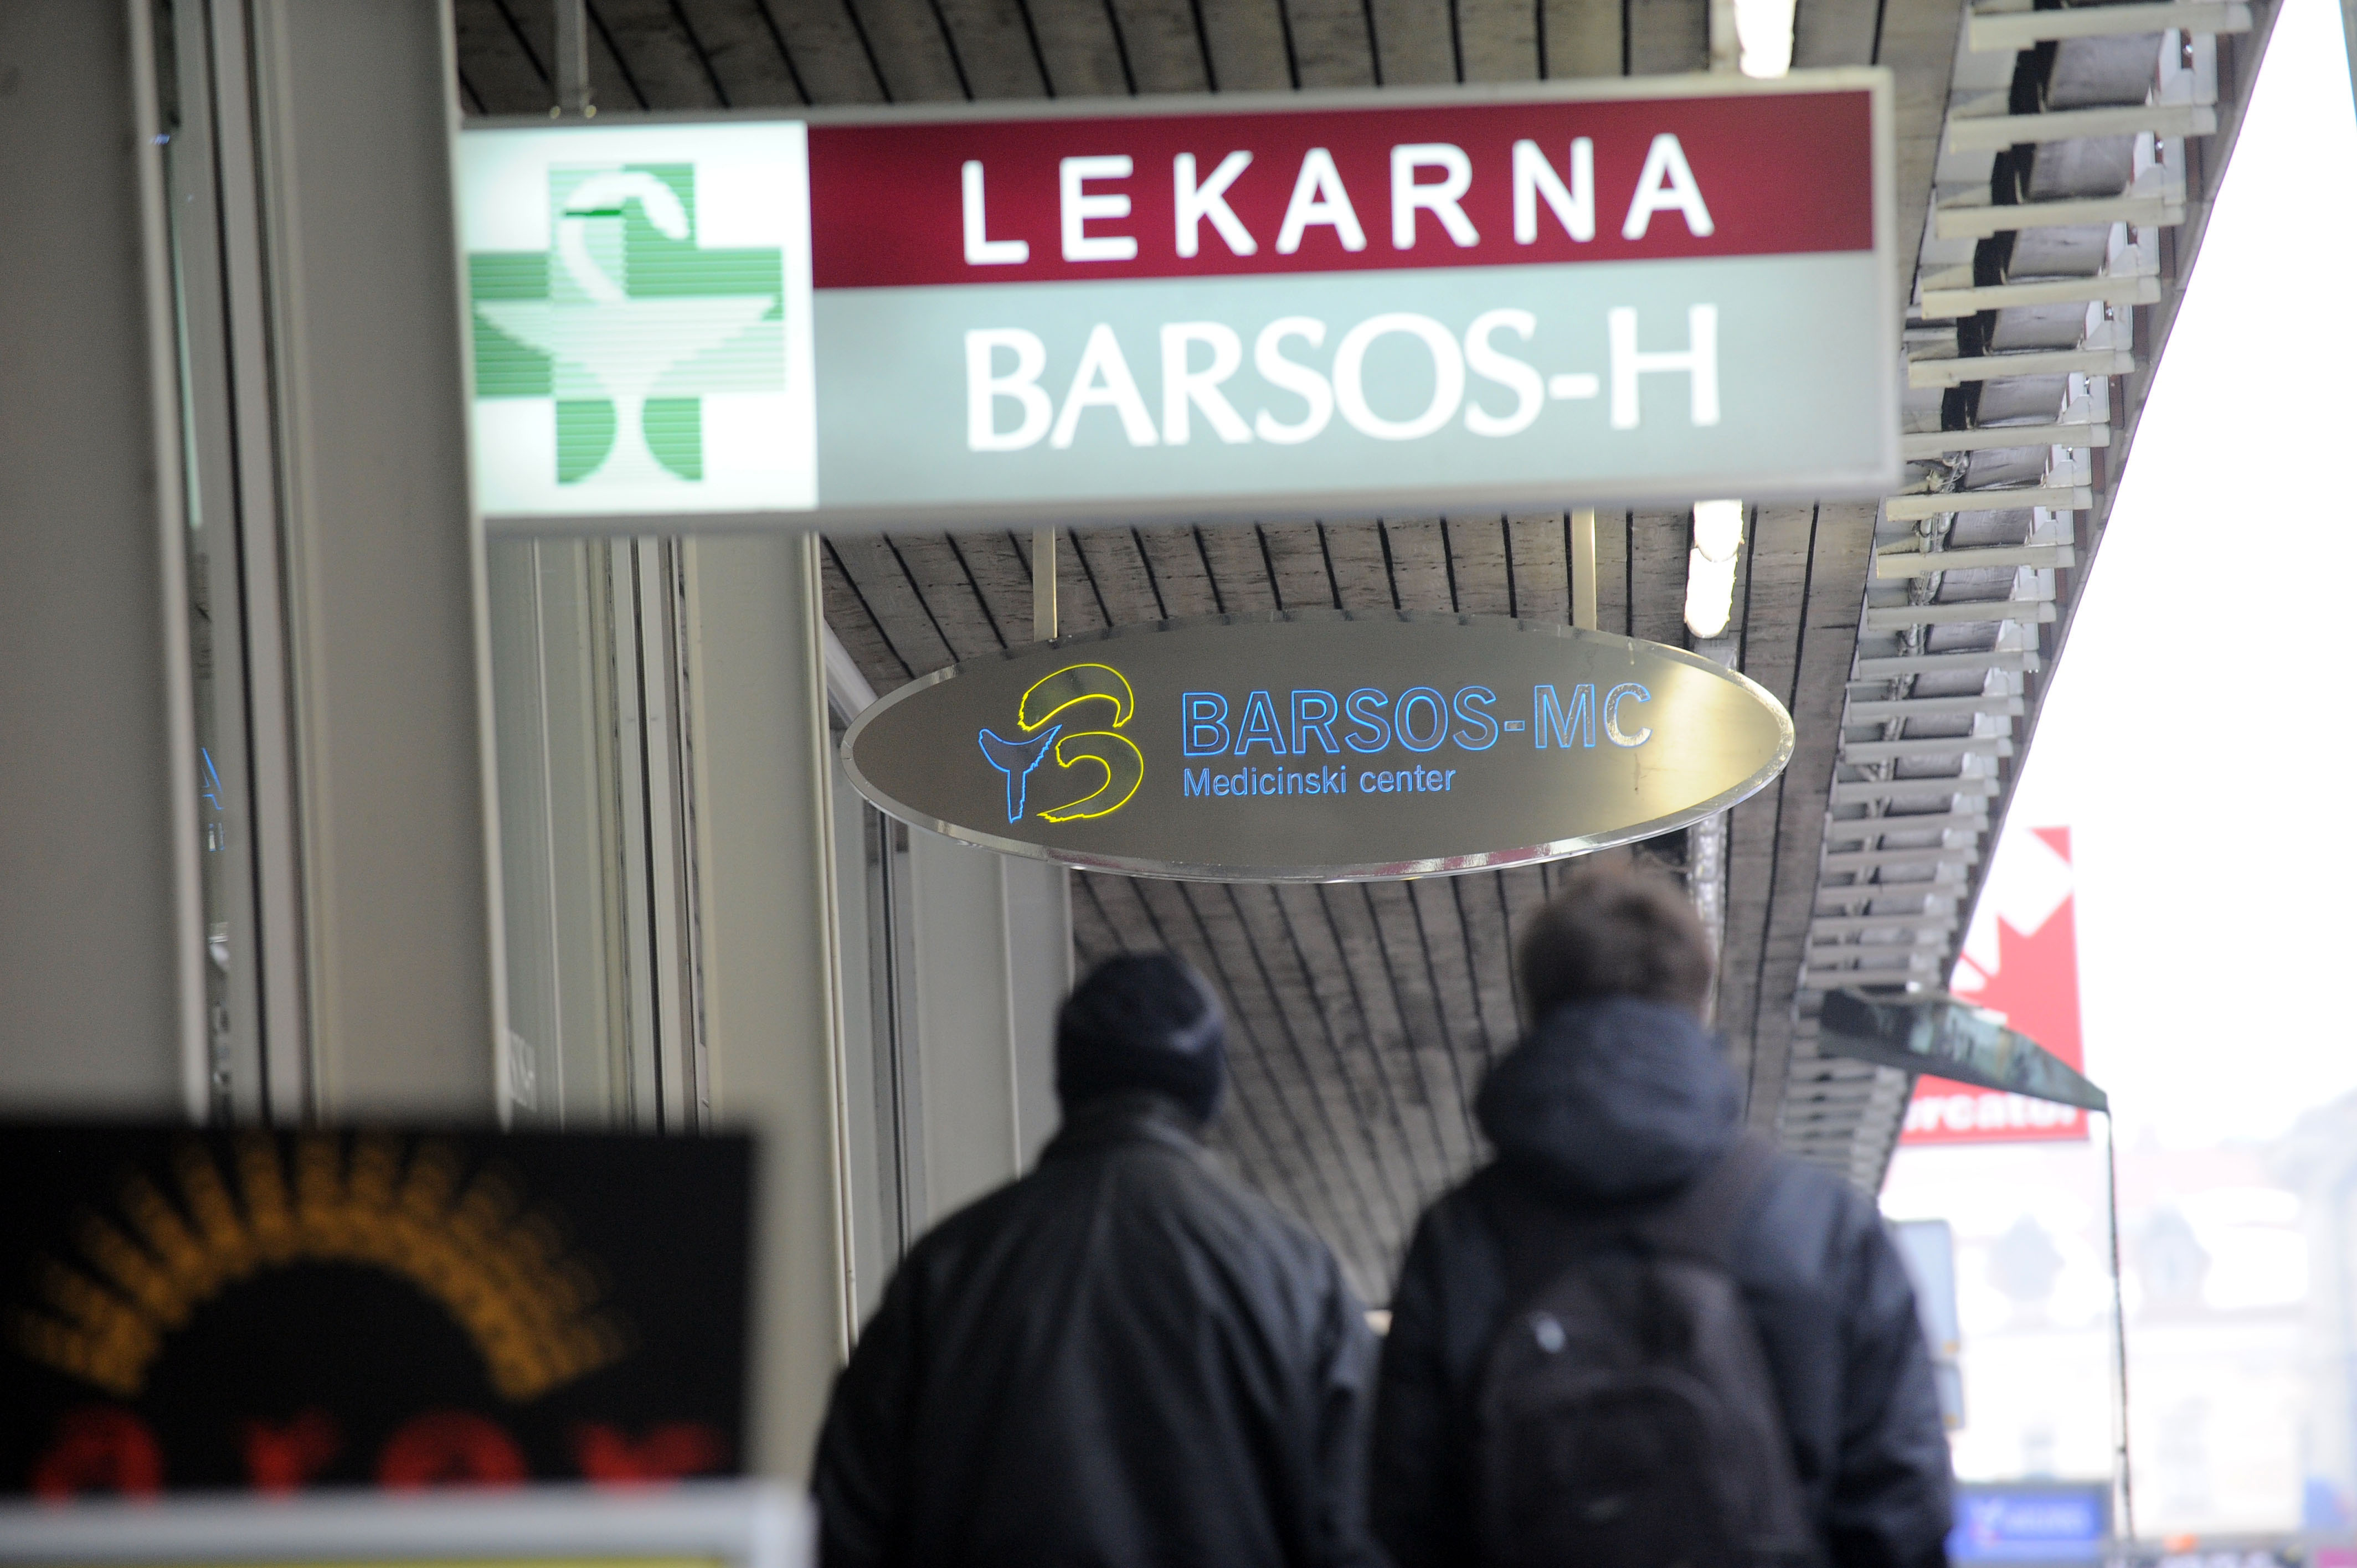 LEKARNA
BARSOS-H
BARSOS-MC
Medicinski center